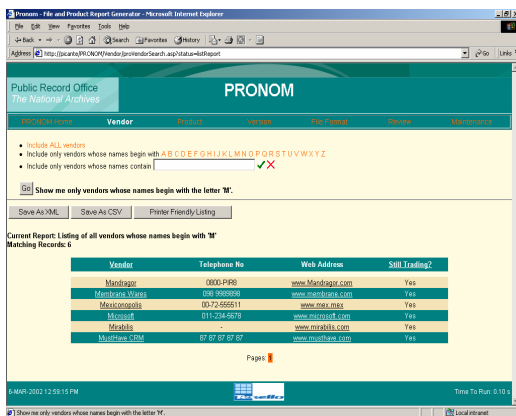 Pronom - File and Product Report Generator - Microsoft Internet Explorer
File Edit View Favorites Tools Help
Back Search Favorites History
Address http://picante/PRONOM/Vendor/proVendorSearch.asp?status=listReport Go Links
Public Record Office
The National Archives
PRONOM
PRONOM Home Vendor Product Version File Format Review Maintenance
Include ALL vendors
Include only vendors whose names begin with A B C D E F G H I J K L M N O P Q R S T U V W X Y Z
Include only vendors whose names contain
Go Show me only vendors whose names begin with the letter 'M'.
Save As XML Save As CSV Printer Friendly Listing
Current Report: Listing of all vendors whose names begin with 'M'
Matching Records: 6
Vendor Telephone No Web Address Still Trading?
Mandragor 0800-PIR8 www.Mandragor.com Yes
Membrane Wares 098 9989898 www.membrane.com Yes
Mexiconopolis 00-72-555511 www.mex.mex Yes
Microsoft 011-234-5678 www.microsoft.com Yes
Mirabilis - www.mirabilis.com Yes
MustHave CRM 87 87 87 87 87 www.musthave.com Yes
Pages: 1
6-MAR-2002 12:59:15 PM Tessella Time To Run: 0.10 s
Show me only vendors whose names begin with the letter 'M'. Local intranet